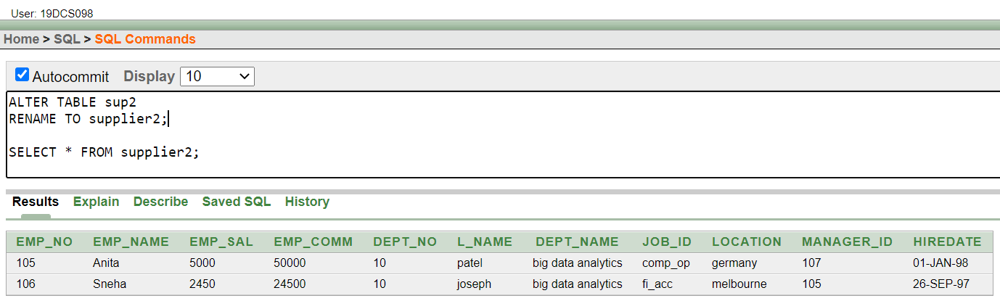 User: 19DCS098
Home > SQL > SQL Commands
Autocommit Display 10
ALTER TABLE sup2
RENAME TO supplier2;
SELECT * FROM supplier2;
Results Explain Describe Saved SQL History
EMP_NO EMP_NAME EMP_SAL EMP_COMM DEPT_NO L_NAME DEPT_NAME JOB_ID LOCATION MANAGER_ID HIREDATE
105 Anita 5000 50000 10 patel big data analytics comp_op germany 107 01-JAN-98
106 Sneha 2450 24500 10 joseph big data analytics fi_acc melbourne 105 26-SEP-97